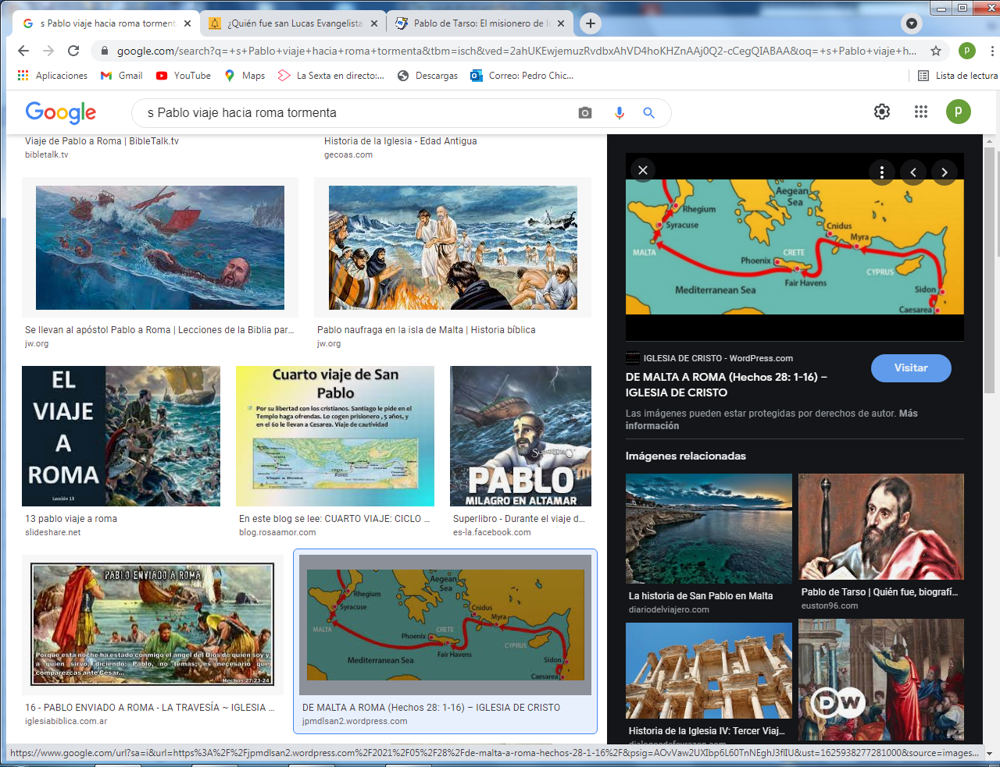 s Pablo viaje hacia roma torment
¿Quién fue san Lucas Evangelista
Pablo de Tarso: El misionero de l
google.com/search?q=+s+Pablo+viaje+hacia+roma+tormenta&tbm=isch&ved=2ahUKEwjemuzRvdbxAhVD4hoKHZnAAj0Q2-cCegQIABAA&oq=+s+Pablo+viaje+h...
p
Aplicaciones
Gmail
YouTube
Maps
La Sexta en directo:...
Descargas
Correo: Pedro Chic...
Lista de lectura
Google
s Pablo viaje hacia roma tormenta
p
Viaje de Pablo a Roma | BibleTalk.tv
bibletalk.tv
Historia de la Iglesia - Edad Antigua
gecoas.com
Se llevan al apóstol Pablo a Roma | Lecciones de la Biblia par...
jw.org
Pablo naufraga en la isla de Malta | Historia bíblica
jw.org
EL
VIAJE
A
ROMA
Lección 13
13 pablo viaje a roma
slideshare.net
Cuarto viaje de San
Pablo
Por su libertad con los cristianos. Santiago le pide en el
Templo haga ofrendas. Lo cogen prisionero , 5 años, y
en el 60 le llevan a Cesarea. Viaje de cautividad
Viaje a Roma
En este blog se lee: CUARTO VIAJE: CICLO ...
blog.rosaamor.com
SUPERLIBRO
PABLO
MILAGRO EN ALTAMAR
Superlibro - Durante el viaje d...
es-la.facebook.com
PABLO ENVIADO A ROMA
Porque esta noche ha estado conmigo el ángel del Dios de quien soy y
a quien sirvo, diciendo: Pablo, no temas; es necesario que
comparezcas ante César...
Hechos 27:23-24
16 - PABLO ENVIADO A ROMA - LA TRAVESÍA ~ IGLESIA ...
iglesiabiblica.com.ar
Aegean
Sea
Rhegium
Syracuse
Cnidus
Myra
MALTA
CRETE
Phoenix
Fair Havens
CYPRUS
Mediterranean Sea
Sidon
Caesarea
DE MALTA A ROMA (Hechos 28: 1-16) – IGLESIA DE CRISTO
jpmdlsan2.wordpress.com
Aegean
Sea
Rhegium
Syracuse
Cnidus
Myra
MALTA
CRETE
Phoenix
Fair Havens
CYPRUS
Mediterranean Sea
Sidon
Caesarea
IGLESIA DE CRISTO - WordPress.com
DE MALTA A ROMA (Hechos 28: 1-16) –
IGLESIA DE CRISTO
Visitar
Las imágenes pueden estar protegidas por derechos de autor. Más
información
Imágenes relacionadas
La historia de San Pablo en Malta
diariodelviajero.com
Pablo de Tarso | Quién fue, biografí...
euston96.com
Historia de la Iglesia IV: Tercer Viaj...
DW
https://www.google.com/url?sa=i&url=https%3A%2F%2Fjpmdlsan2.wordpress.com%2F2021%2F05%2F28%2Fde-malta-a-roma-hechos-28-1-16%2F&psig=AOvVaw2UXIbp6L60TnNEghJ3flIU&ust=1625938277281000&source=images...